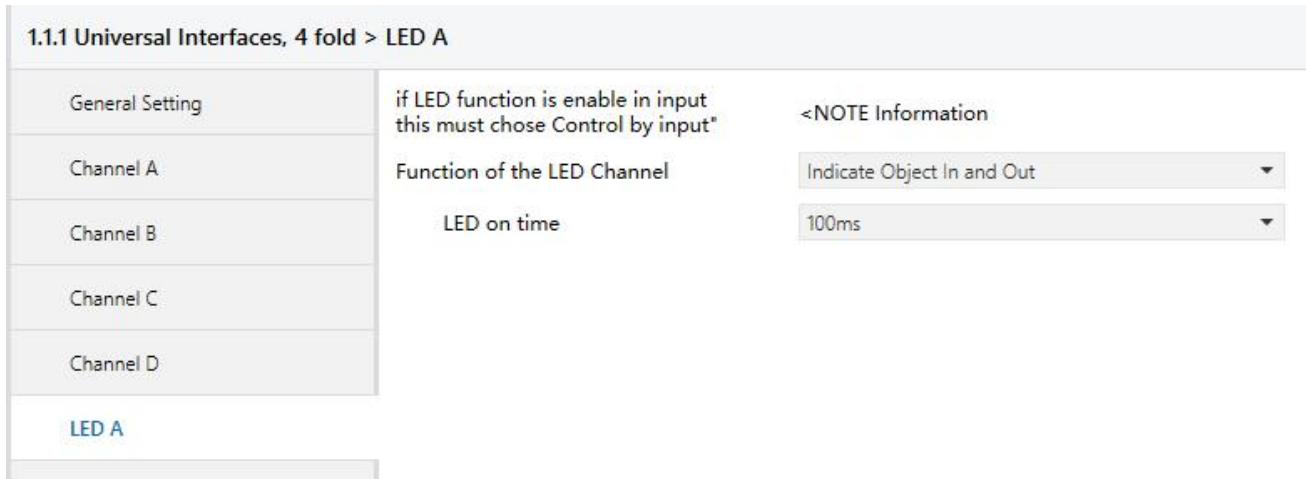 1.1.1 Universal Interfaces, 4 fold > LED A
General Setting
Channel A
Channel B
Channel C
Channel D
LED A
if LED function is enable in input
this must chose Control by input"
<NOTE Information
Function of the LED Channel
Indicate Object In and Out
LED on time
100ms